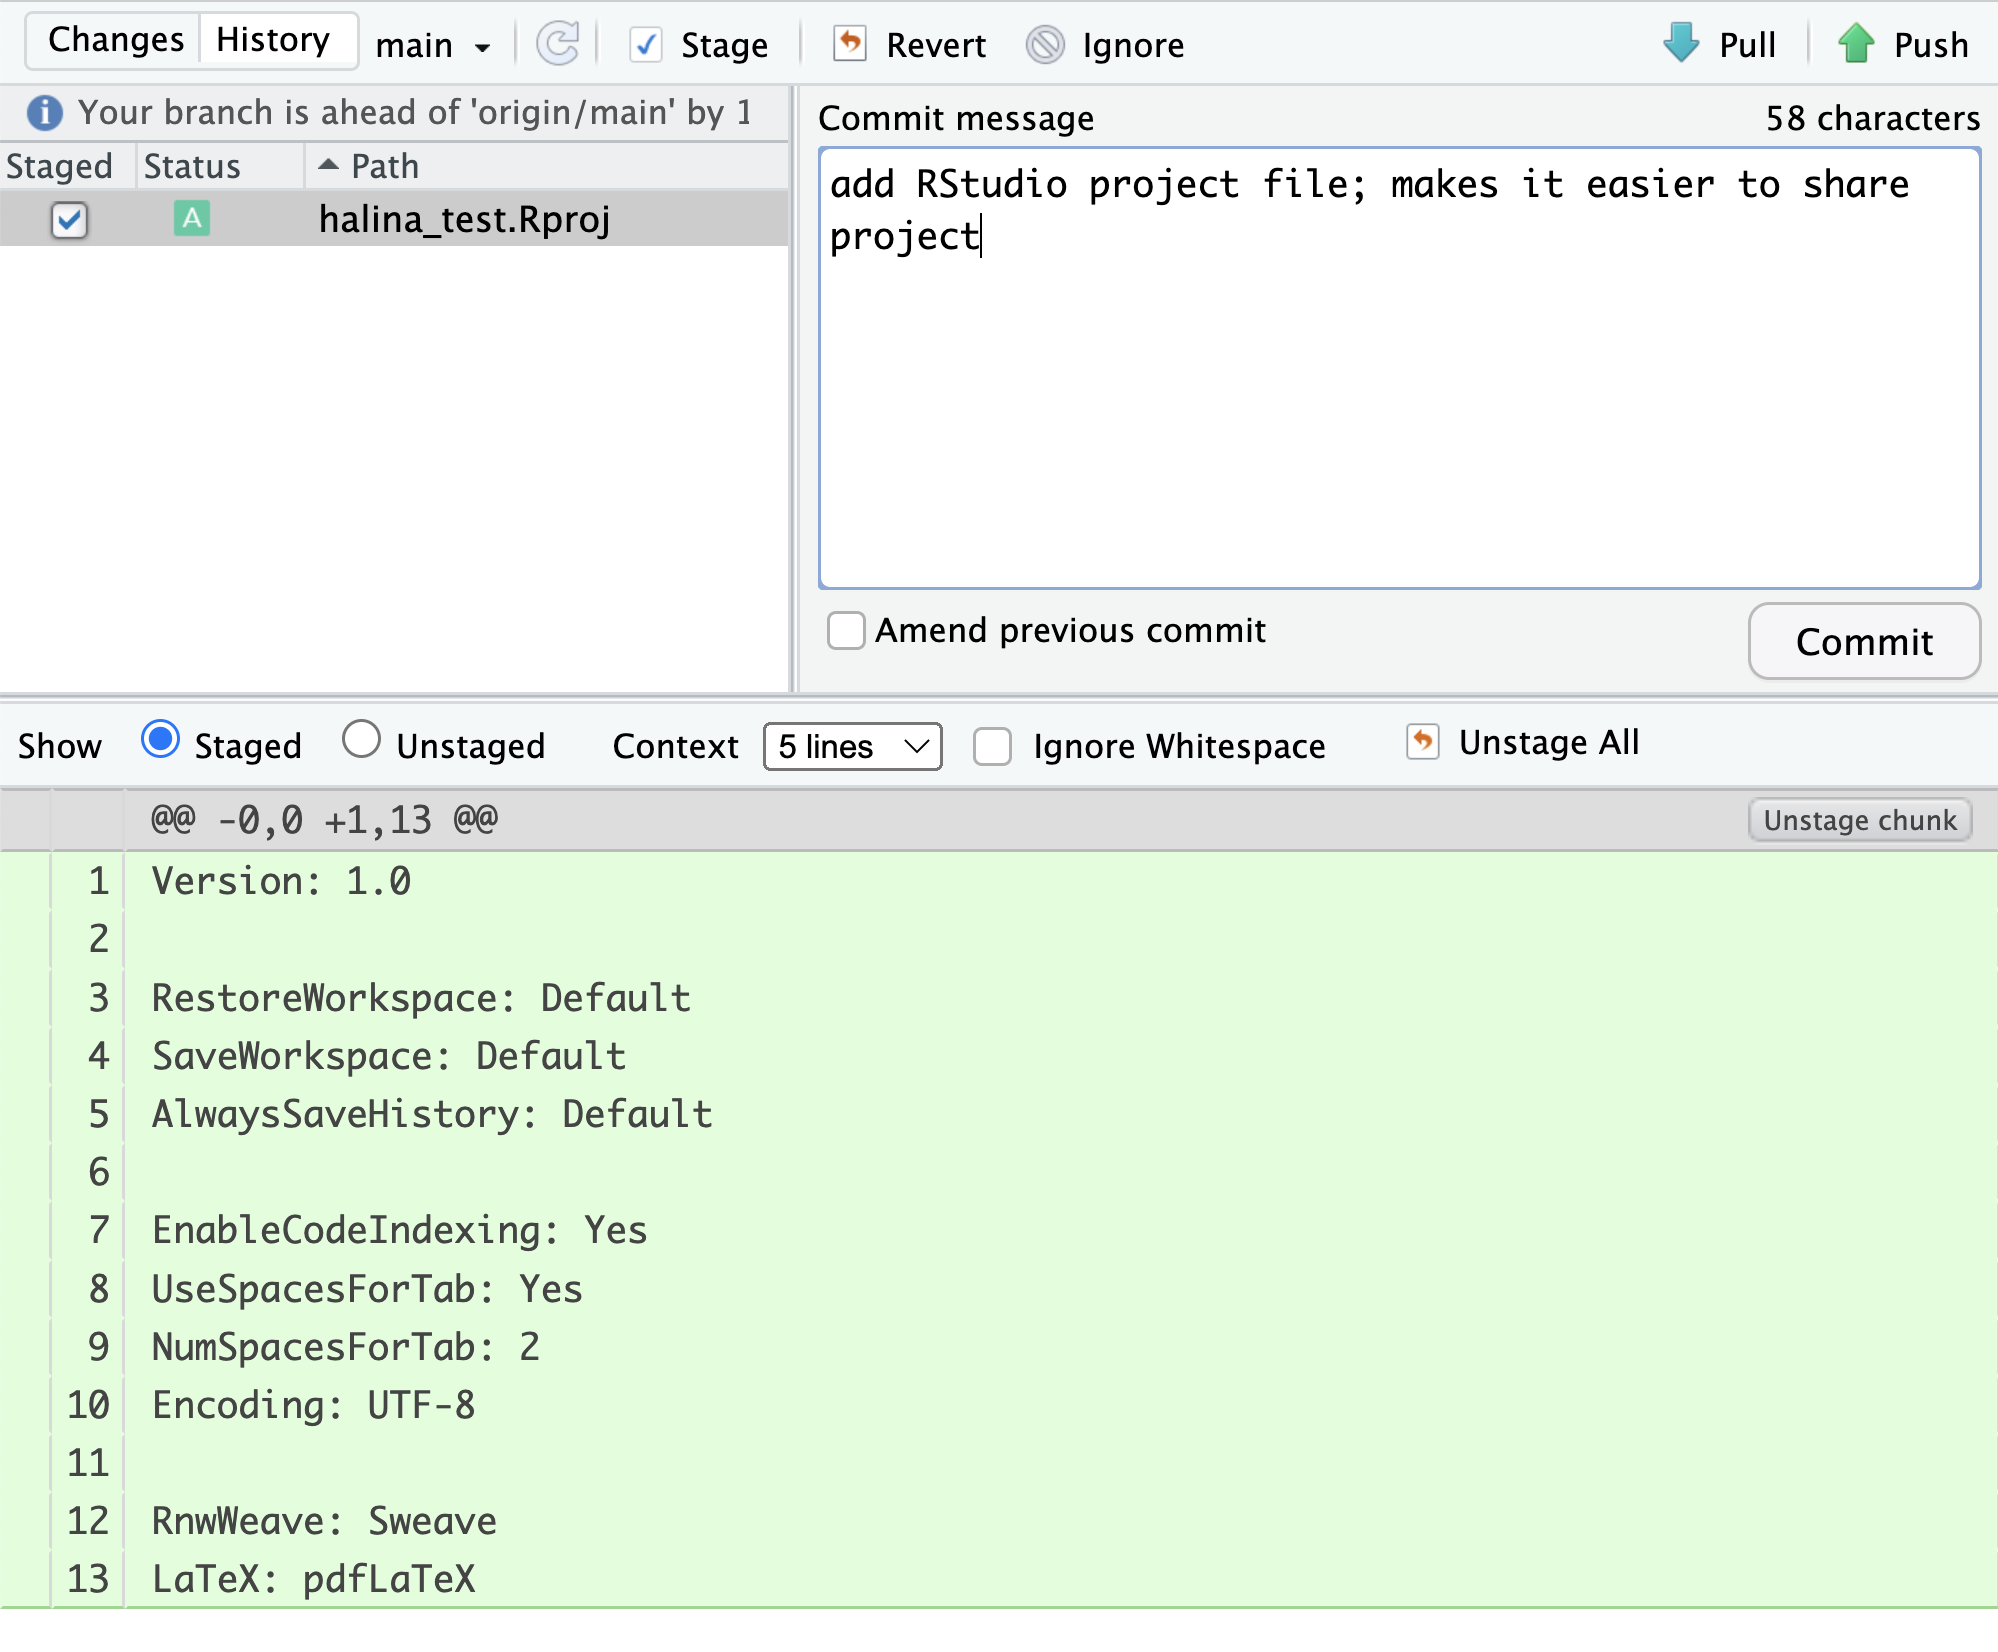 Changes History main Stage Revert Ignore Pull Push
Your branch is ahead of 'origin/main' by 1
Staged Status Path
A halina_test.Rproj
Commit message 58 characters
add RStudio project file; makes it easier to share
project
Amend previous commit Commit
Show Staged Unstaged Context 5 lines Ignore Whitespace Unstage All
@@ -0,0 +1,13 @@ Unstage chunk
1 Version: 1.0
2
3 RestoreWorkspace: Default
4 SaveWorkspace: Default
5 AlwaysSaveHistory: Default
6
7 EnableCodeIndexing: Yes
8 UseSpacesForTab: Yes
9 NumSpacesForTab: 2
10 Encoding: UTF-8
11
12 RnwWeave: Sweave
13 LaTeX: pdfLaTeX